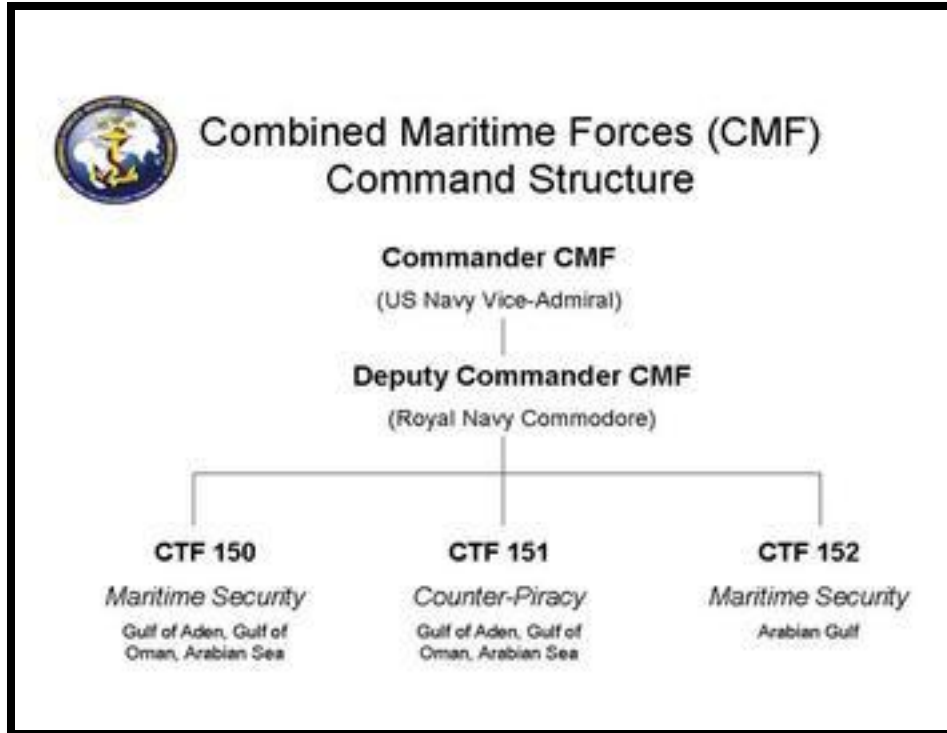 Combined Maritime Forces (CMF)
Command Structure
Commander CMF
(US Navy Vice-Admiral)
Deputy Commander CMF
(Royal Navy Commodore)
CTF 150
Maritime Security
Gulf of Aden, Gulf of
Oman, Arabian Sea
CTF 151
Counter-Piracy
Gulf of Aden, Gulf of
Oman, Arabian Sea
CTF 152
Maritime Security
Arabian Gulf